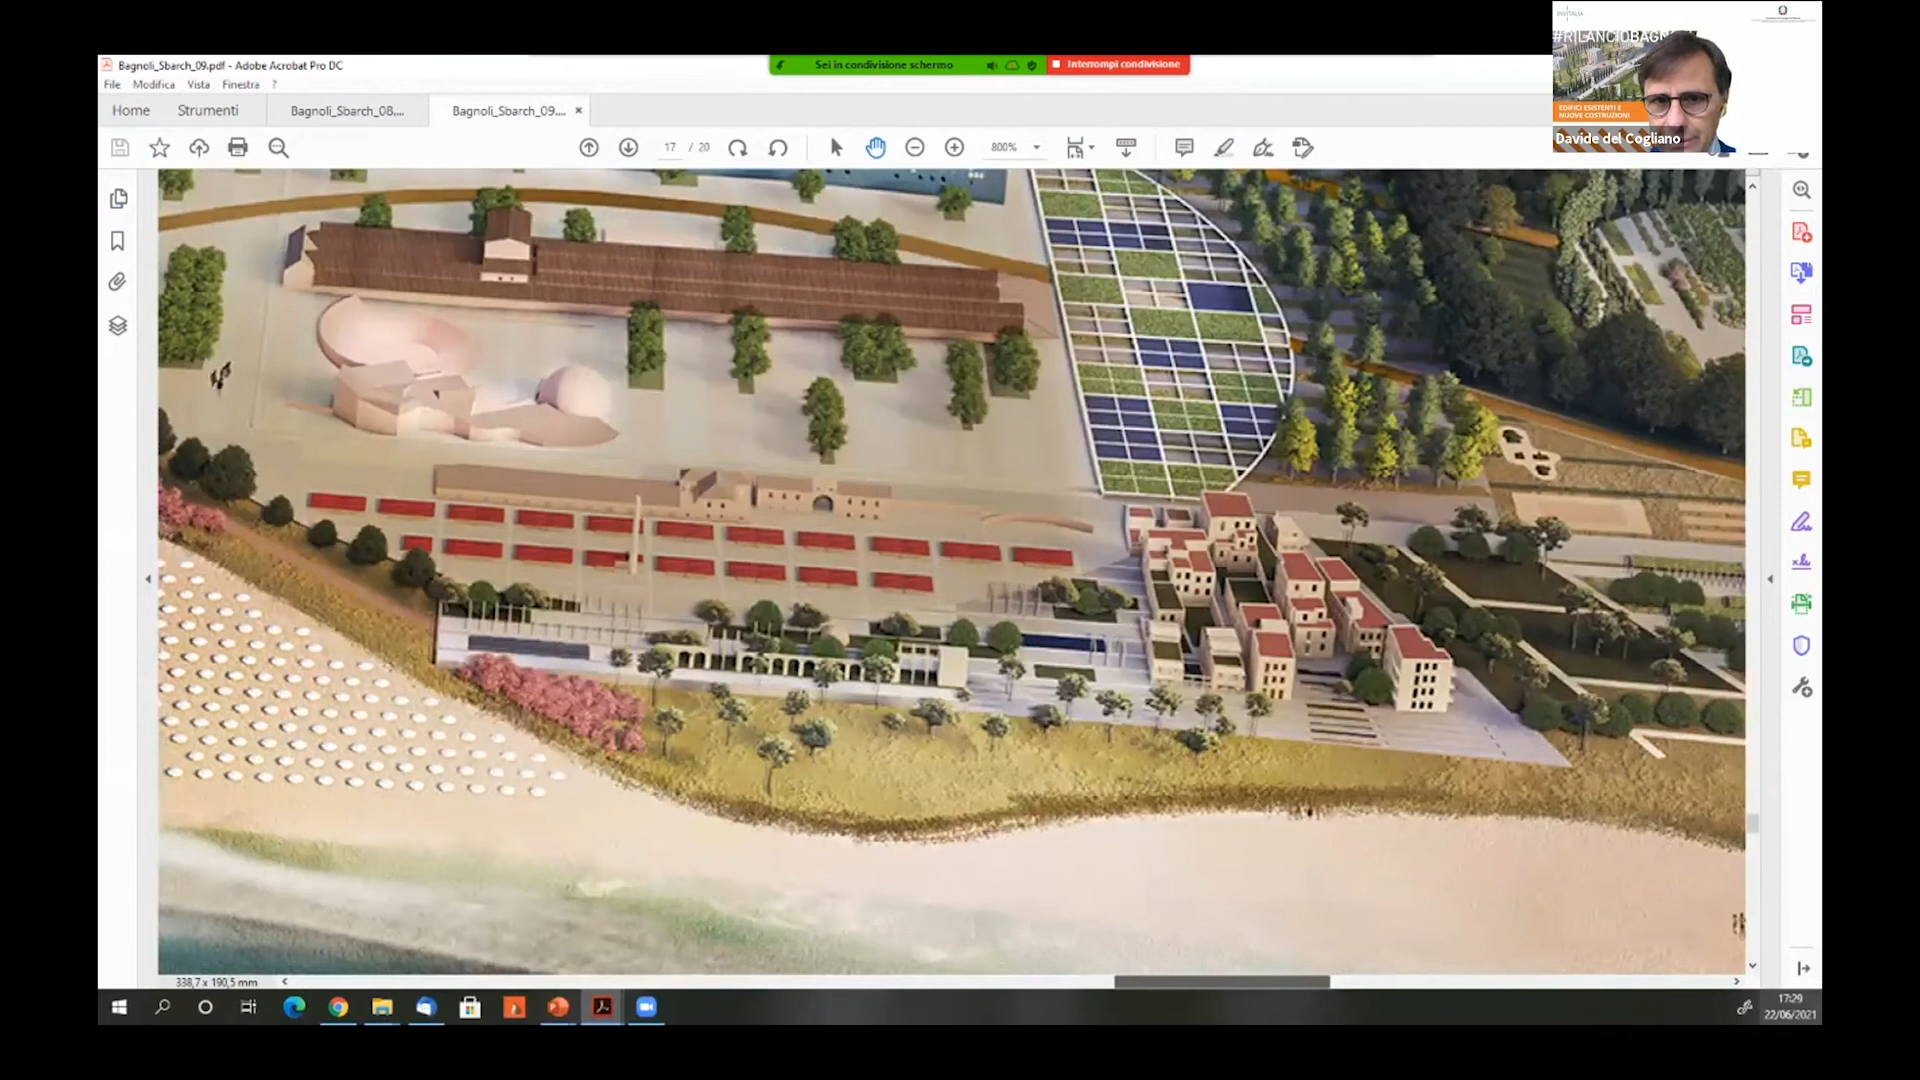 INVITALIA
#RILANCIOBAGN
EDIFICI ESISTENTI E
NUOVE COSTRUZIONI
Davide del Cogliano
Bagnoli_Sbarch_09.pdf - Adobe Acrobat Pro DC
Sei in condivisione schermo
Interrompi condivisione
File Modifica Vista Finestra ?
Home Strumenti Bagnoli_Sbarch_08.... Bagnoli_Sbarch_09....
17 / 20 800%
338,7 x 190,5 mm
17:29
22/06/2021